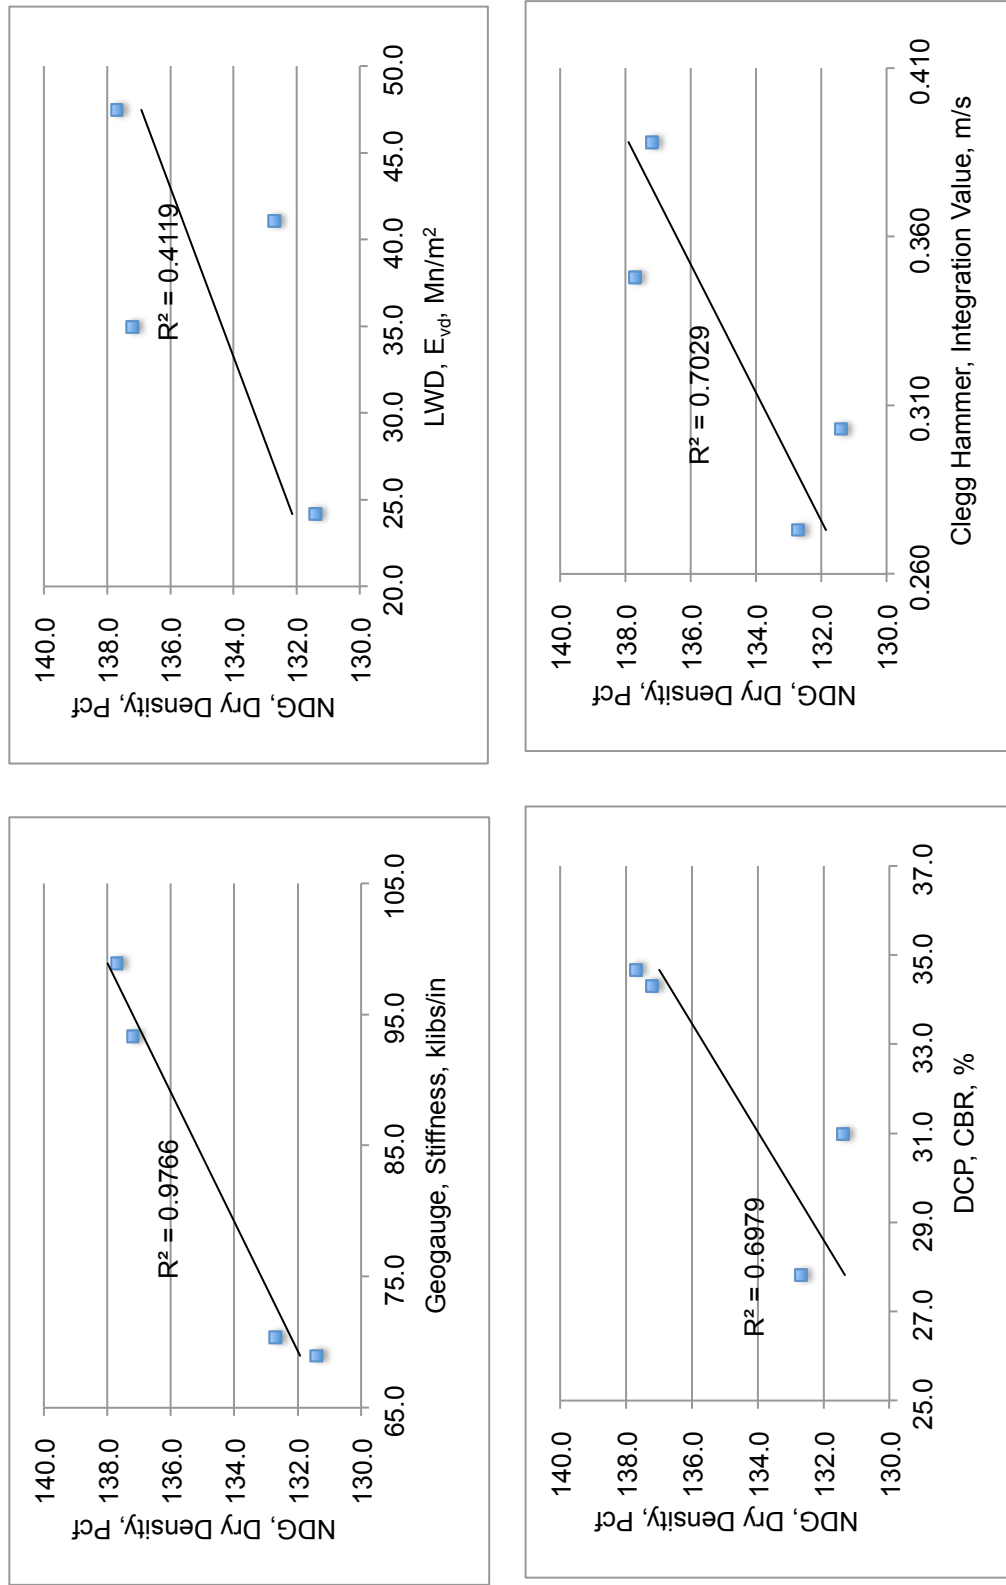 140.0
138.0
136.0
134.0
132.0
130.0
NDG, Dry Density, Pcf
R² = 0.9766
65.0 75.0 85.0 95.0 105.0
Geogauge, Stiffness, klibs/in
140.0
138.0
136.0
134.0
132.0
130.0
NDG, Dry Density, Pcf
R² = 0.4119
20.0 25.0 30.0 35.0 40.0 45.0 50.0
LWD, Evd, Mn/m²
140.0
138.0
136.0
134.0
132.0
130.0
NDG, Dry Density, Pcf
R² = 0.6979
25.0 27.0 29.0 31.0 33.0 35.0 37.0
DCP, CBR, %
140.0
138.0
136.0
134.0
132.0
130.0
NDG, Dry Density, Pcf
R² = 0.7029
0.260 0.310 0.360 0.410
Clegg Hammer, Integration Value, m/s